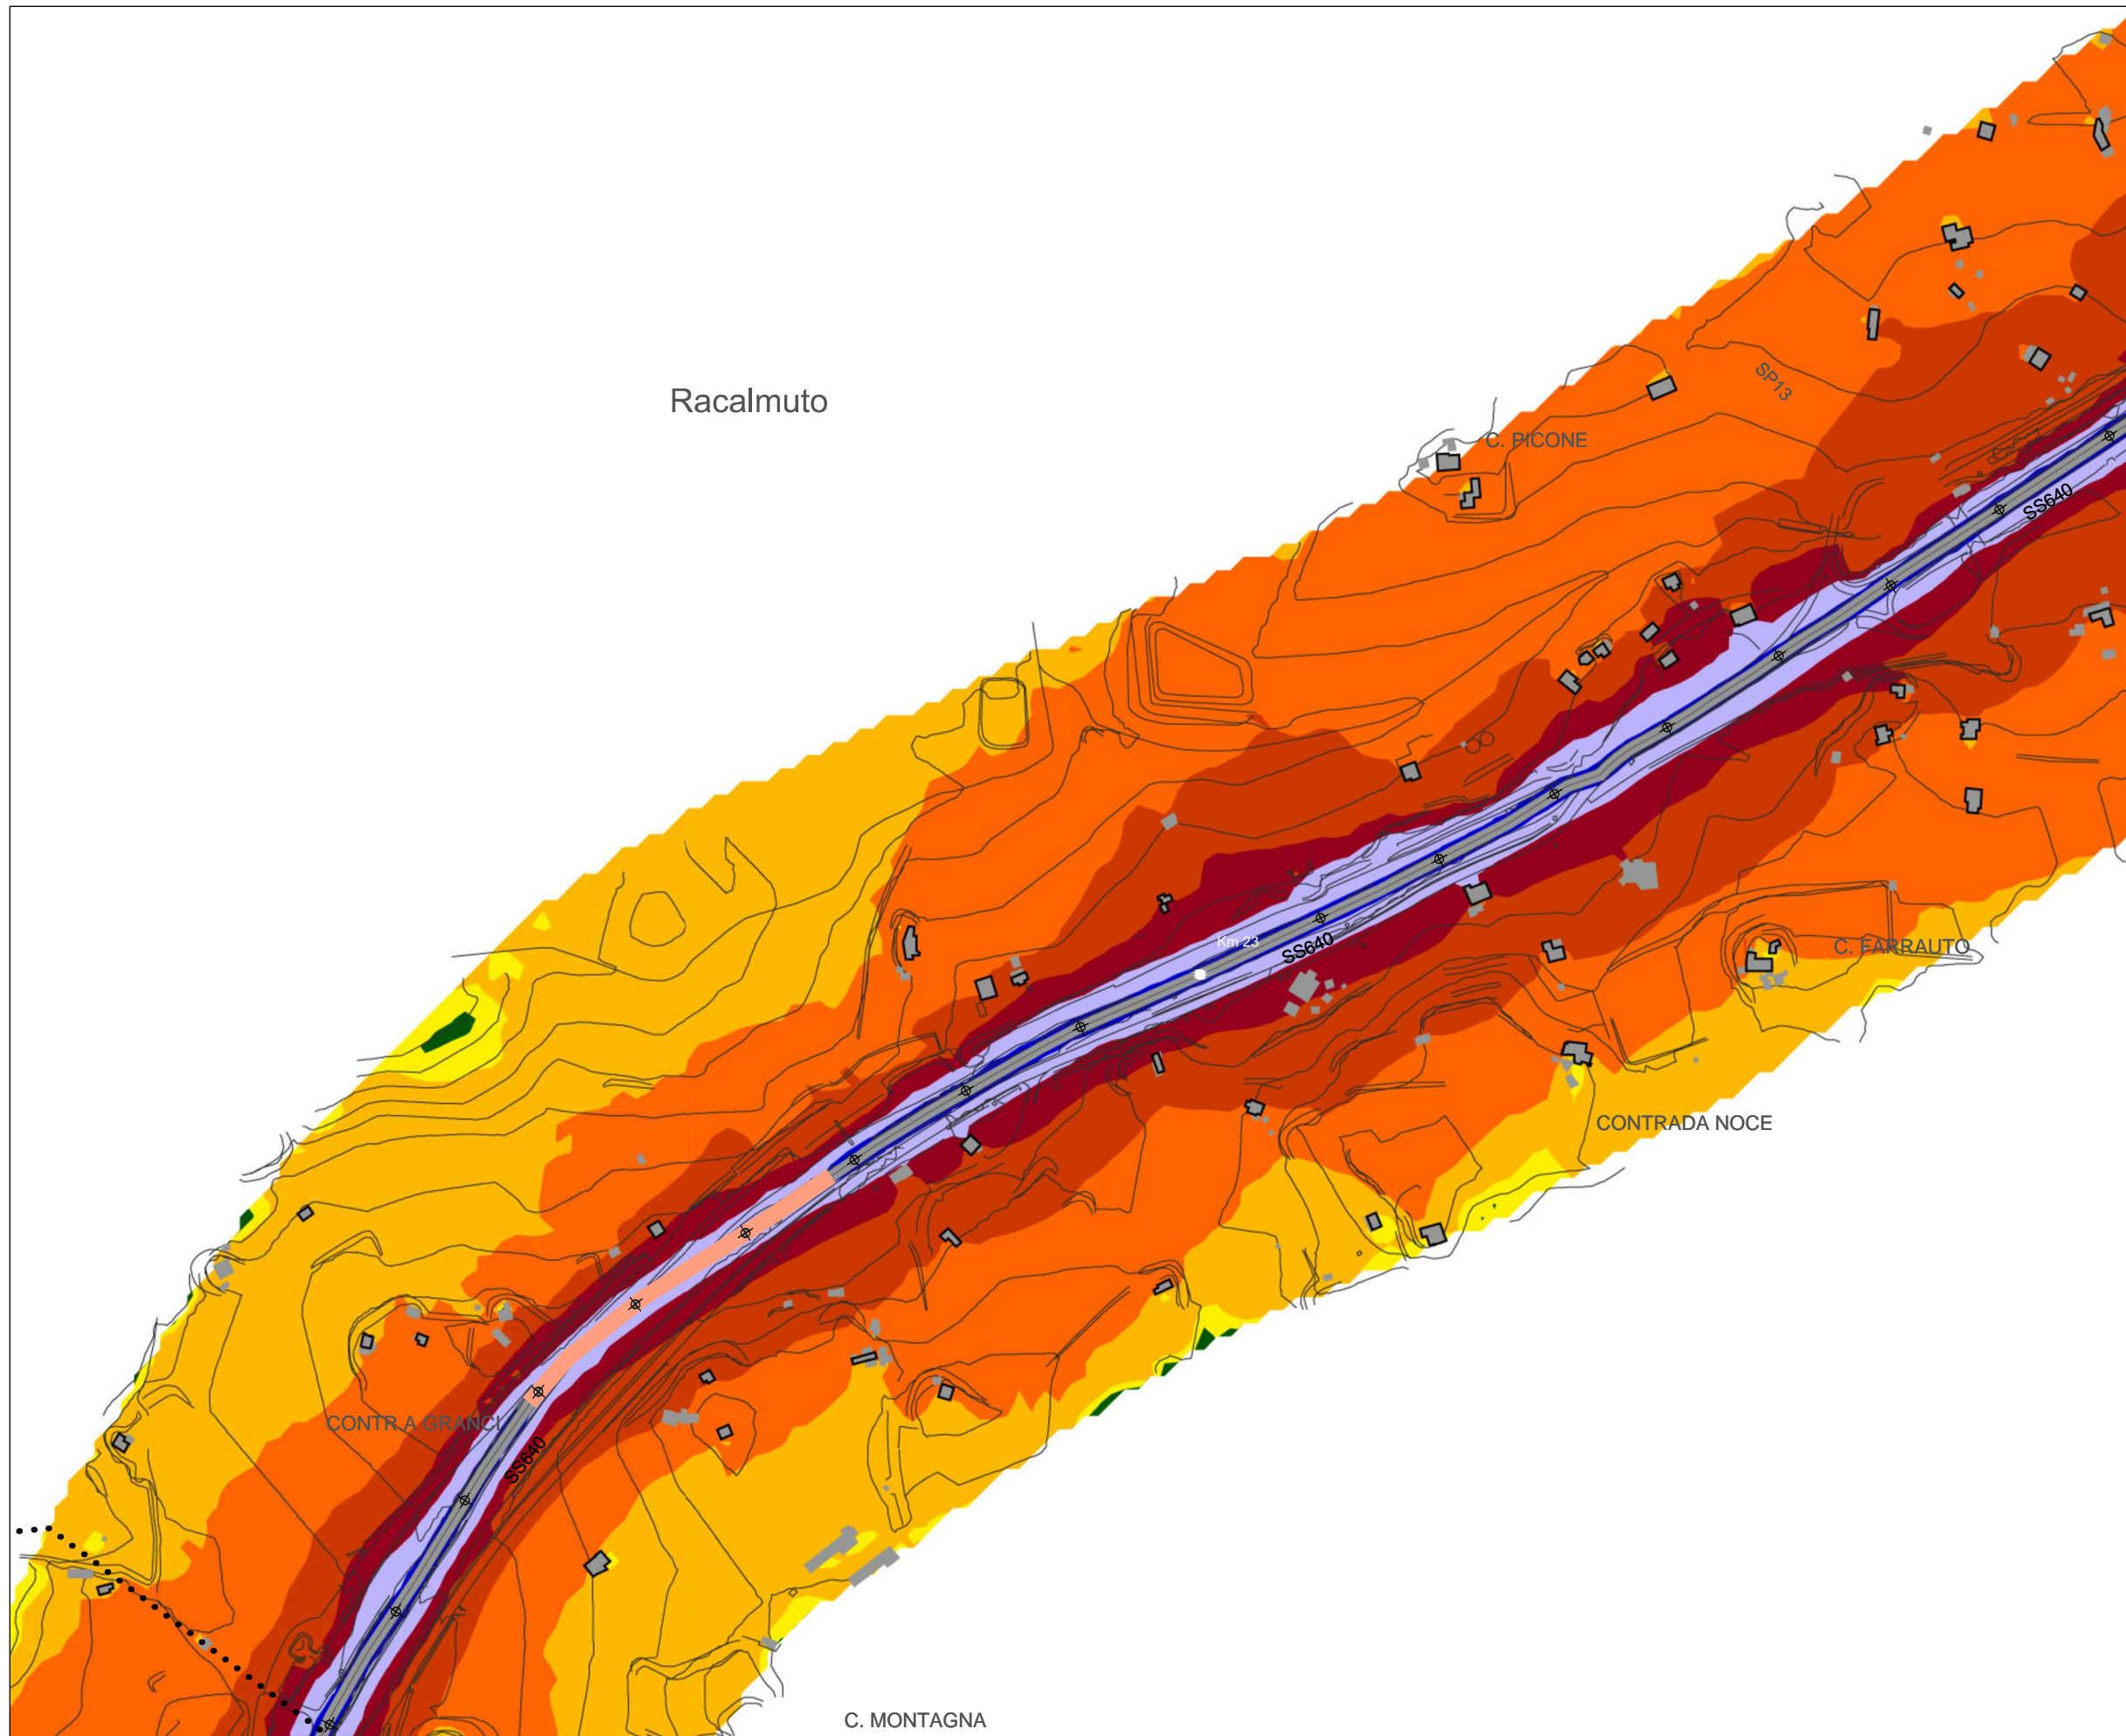 Racalmuto
SP13
C. PICONE
SS640
Km 23
SS640
C. FARRAUTO
CONTRADA NOCE
CONTR.A GRANCI
SS640
C. MONTAGNA